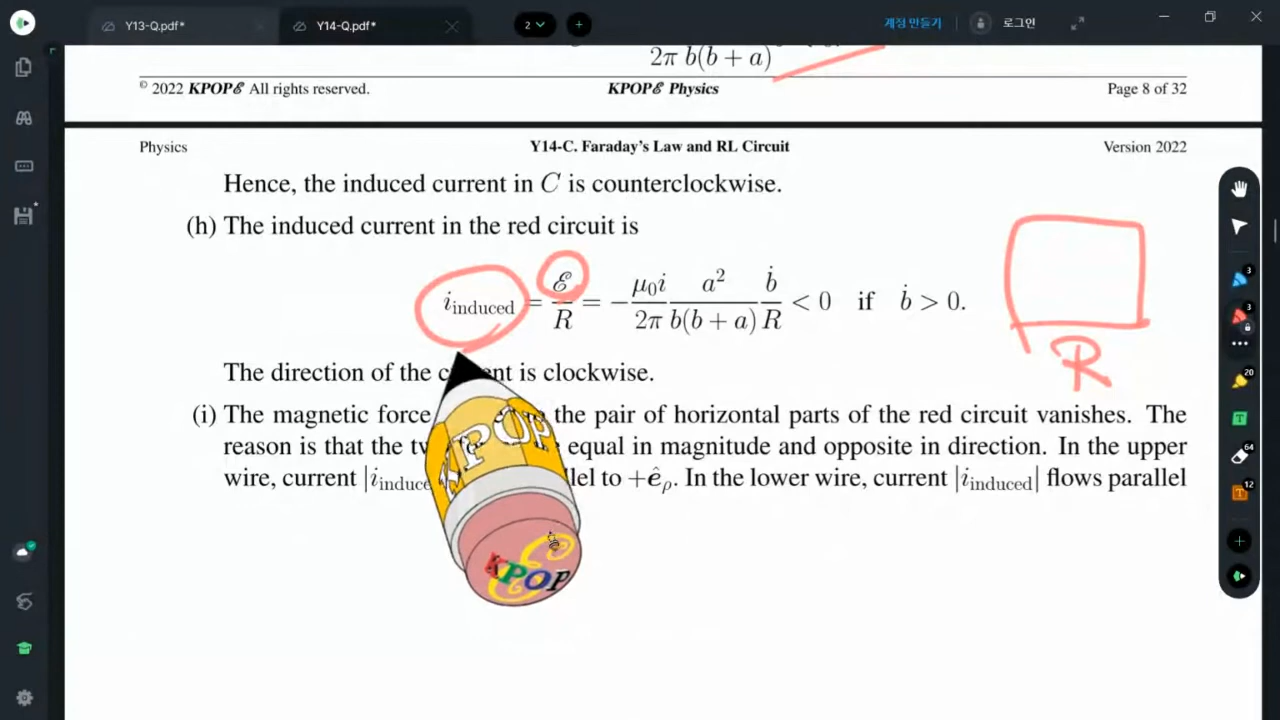 Y13-Q.pdf*
Y14-Q.pdf*
2
계정 만들기
로그인
2π b(b + a)
© 2022 KPOPℰ All rights reserved. KPOPℰ Physics Page 8 of 32
Physics Y14-C. Faraday's Law and RL Circuit Version 2022
Hence, the induced current in C is counterclockwise.
(h) The induced current in the red circuit is
i_induced = ℰ/R = −μ₀i/2π a²/b(b + a) ḃ/R < 0 if ḃ > 0.
R
The direction of the c ent is clockwise.
(i) The magnetic force the pair of horizontal parts of the red circuit vanishes. The
reason is that the tw equal in magnitude and opposite in direction. In the upper
wire, current |i_induce lel to +ê_ρ. In the lower wire, current |i_induced| flows parallel
KPOP
KPOP
3
3
20
64
12